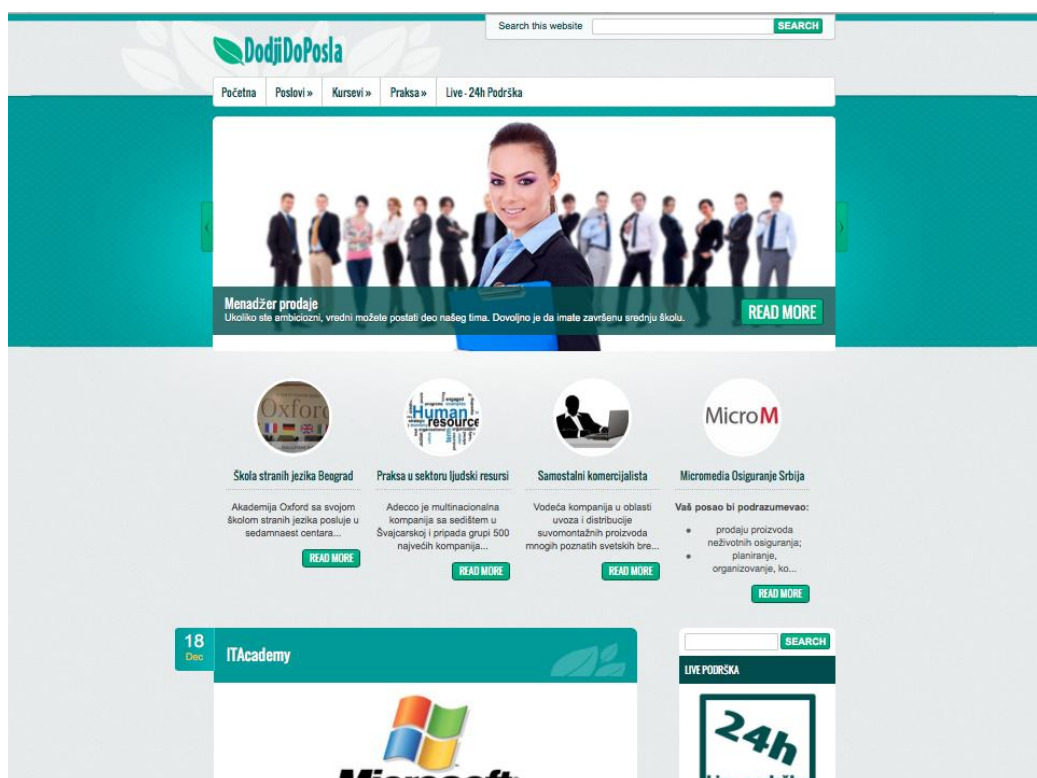 Search this website
SEARCH
DodjiDoPosla
Početna
Poslovi »
Kursevi »
Praksa »
Live - 24h Podrška
Menadžer prodaje
Ukoliko ste ambiciozni, vredni možete postati deo našeg tima. Dovoljno je da imate završenu srednju školu.
READ MORE
Oxford
Human
resource
MicroM
Škola stranih jezika Beograd
Akademija Oxford sa svojom
školom stranih jezika posluje u
sedamnaest centara...
READ MORE
Praksa u sektoru ljudski resursi
Adecco je multinacionalna
kompanija sa sedištem u
Švajcarskoj i pripada grupi 500
najvećih kompanija...
READ MORE
Samostalni komercijalista
Vodeća kompanija u oblasti
uvoza i distribucije
suvomontažnih proizvoda
mnogih poznatih svetskih bre...
READ MORE
Micromedia Osiguranje Srbija
Vaš posao bi podrazumevao:
prodaju proizvoda
neživotnih osiguranja;
planiranje,
organizovanje, ko...
READ MORE
18
Dec
ITAcademy
Microsoft
SEARCH
LIVE PODRŠKA
24h